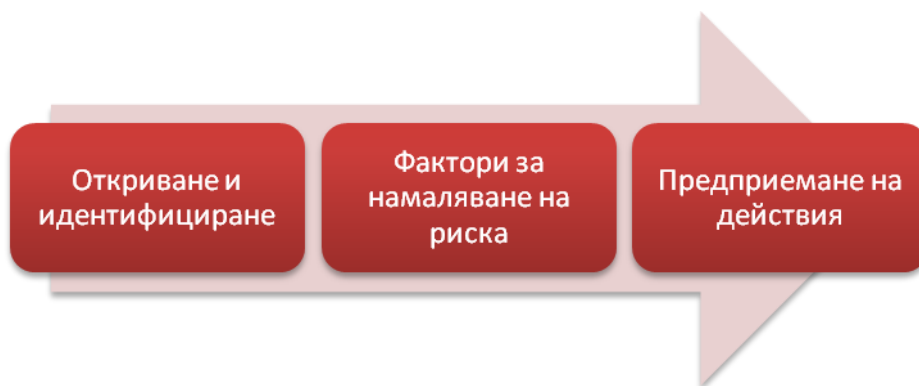 Откриване и
идентифициране
Фактори за
намаляване на
риска
Предприемане на
действия